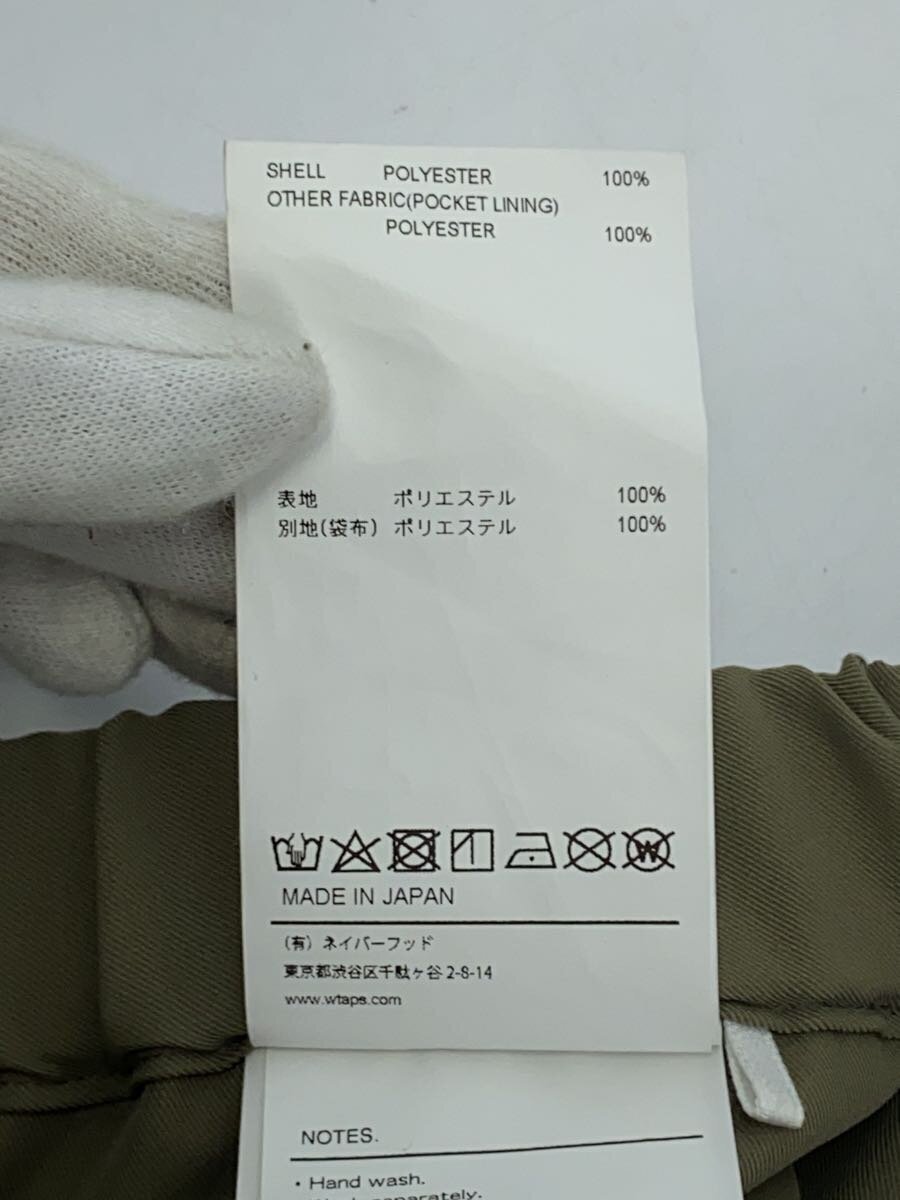 SHELL POLYESTER 100%
OTHER FABRIC(POCKET LINING)
POLYESTER 100%
表地 ポリエステル 100%
別地(袋布) ポリエステル 100%
W
MADE IN JAPAN
(有) ネイバーフッド
東京都渋谷区千駄ヶ谷 2-8-14
www.wtaps.com
NOTES.
・Hand wash.
separately.